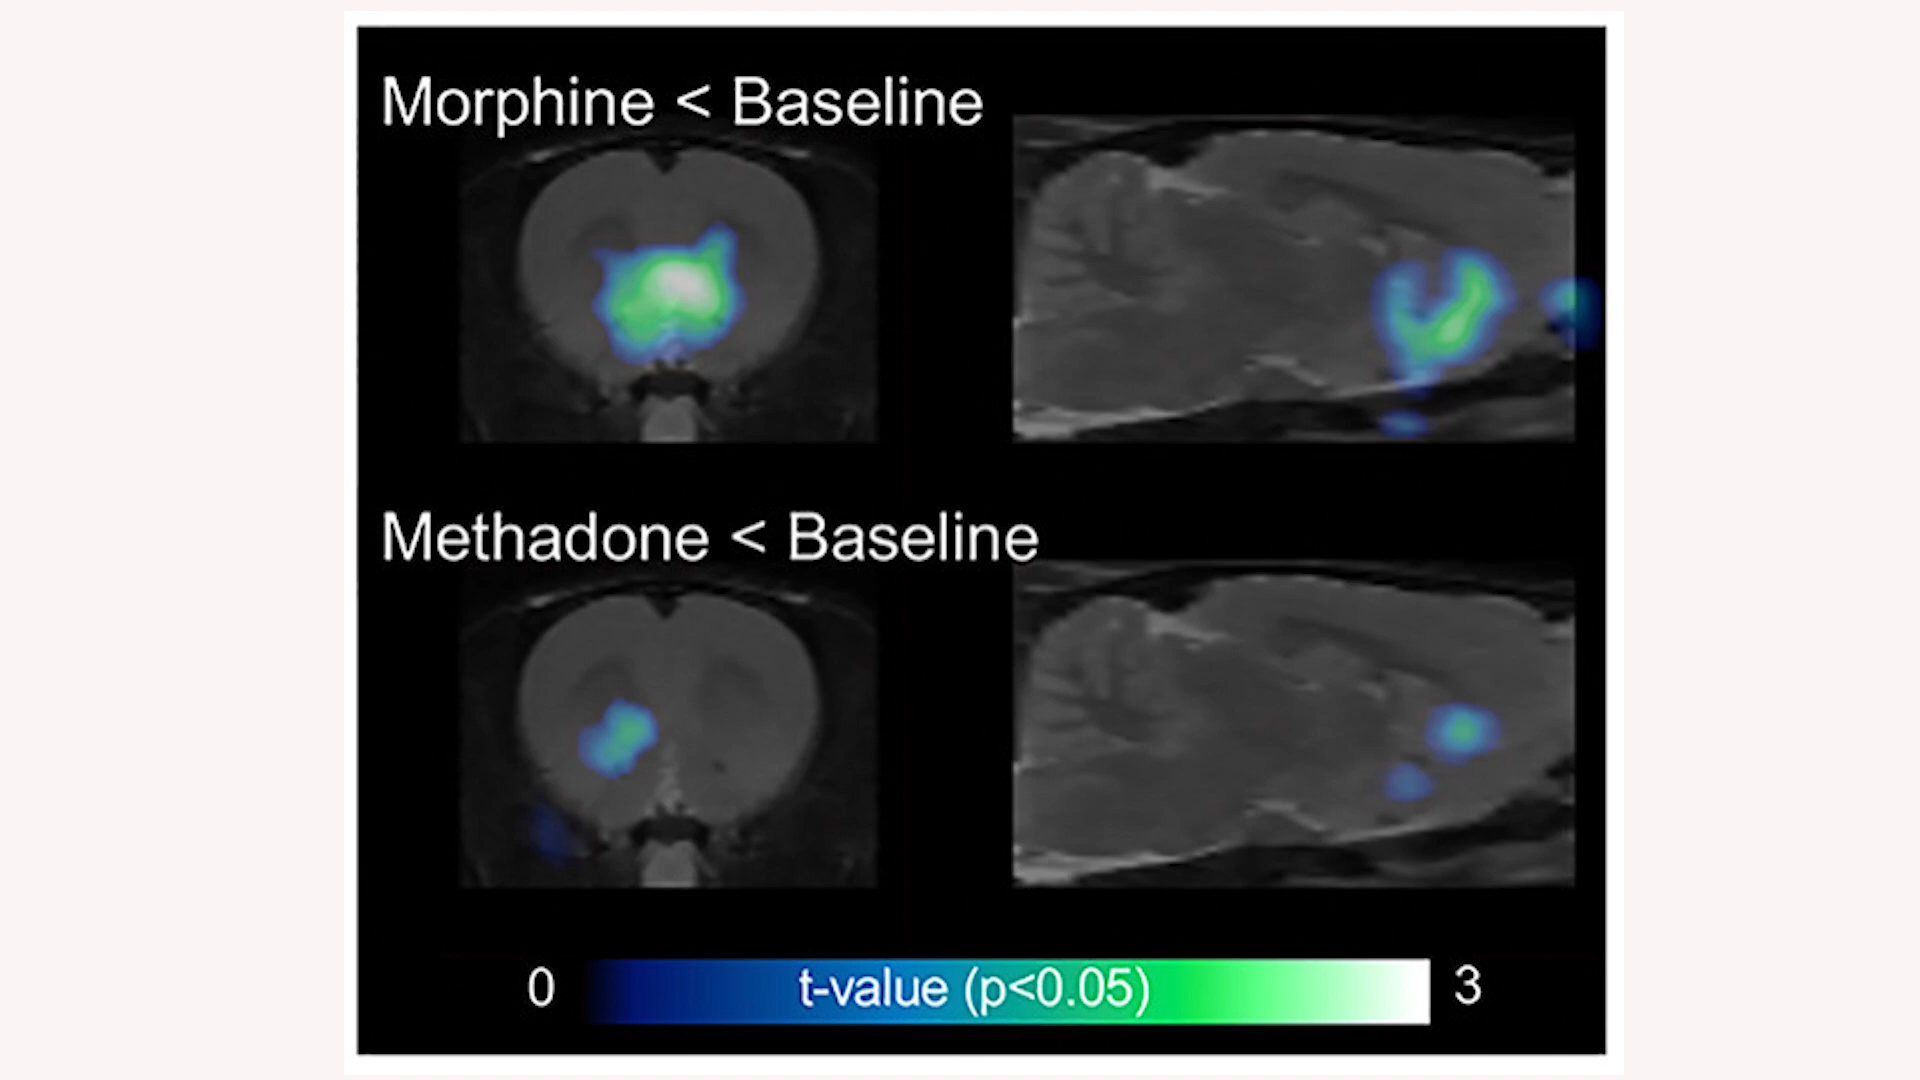 Morphine < Baseline
Methadone < Baseline
0 t-value (p<0.05) 3